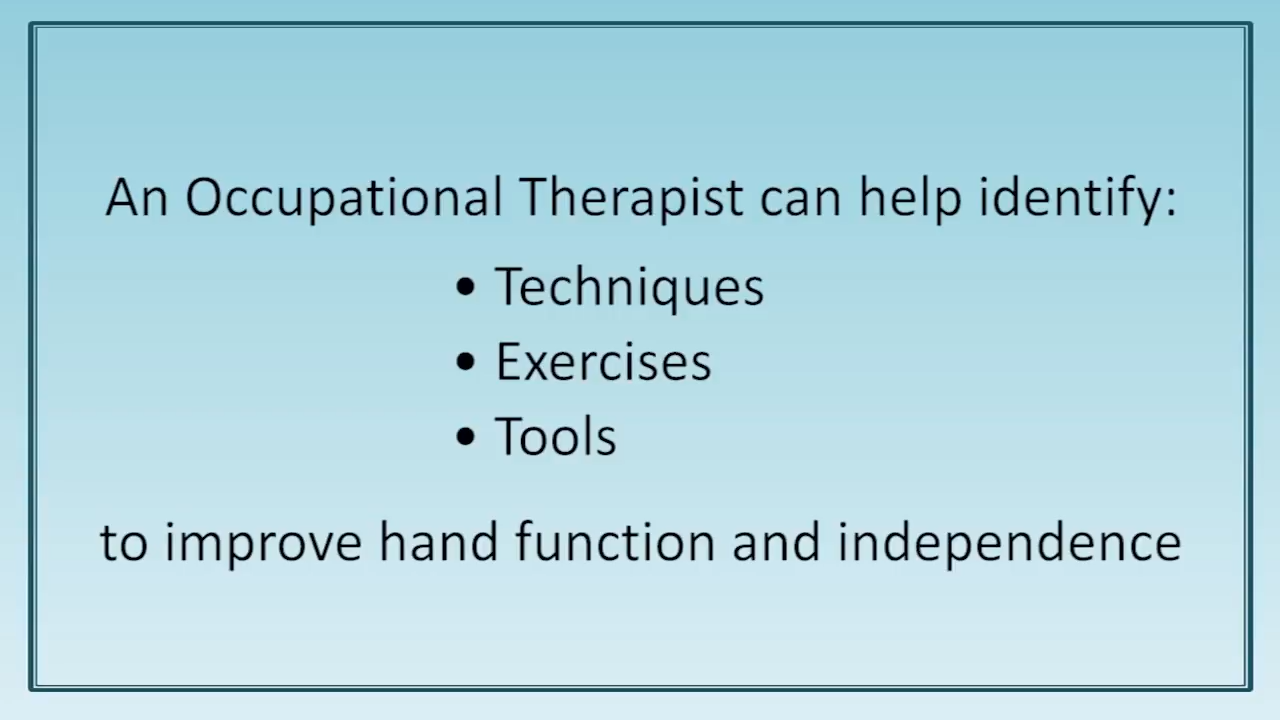 An Occupational Therapist can help identify:
• Techniques
• Exercises
• Tools
to improve hand function and independence